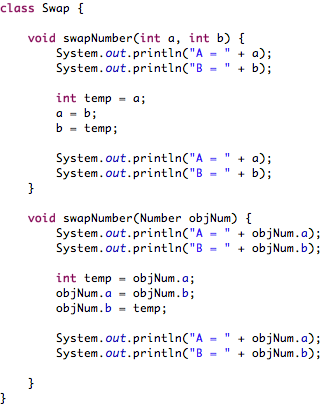 class Swap {
void swapNumber(int a, int b) {
System.out.println("A = " + a);
System.out.println("B = " + b);
int temp = a;
a = b;
b = temp;
System.out.println("A = " + a);
System.out.println("B = " + b);
}
void swapNumber(Number objNum) {
System.out.println("A = " + objNum.a);
System.out.println("B = " + objNum.b);
int temp = objNum.a;
objNum.a = objNum.b;
objNum.b = temp;
System.out.println("A = " + objNum.a);
System.out.println("B = " + objNum.b);
}
}